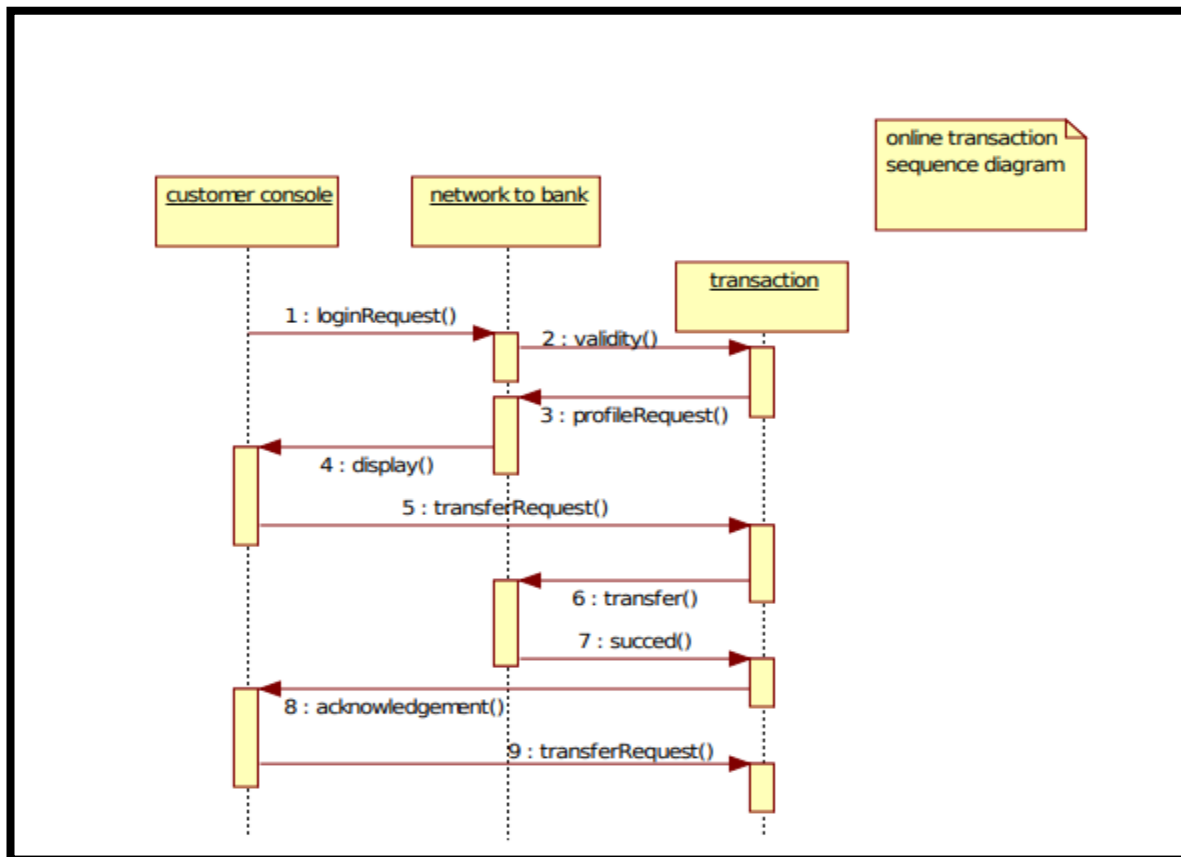 online transaction
sequence diagram
customer console
network to bank
transaction
1 : loginRequest()
2 : validity()
3 : profileRequest()
4 : display()
5 : transferRequest()
6 : transfer()
7 : succed()
8 : acknowledgement()
9 : transferRequest()